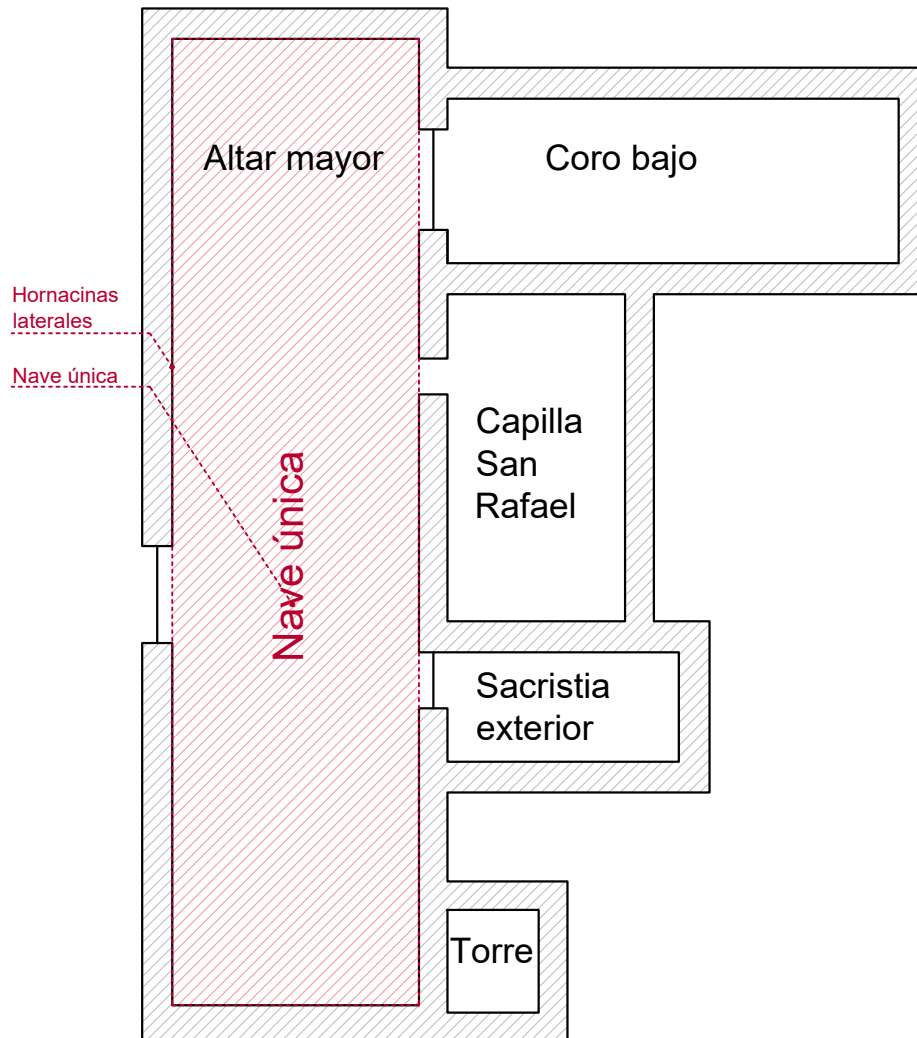 Altar mayor
Coro bajo
Hornacinas
laterales
Nave única
Capilla
San
Rafael
Nave única
Sacristia
exterior
Torre